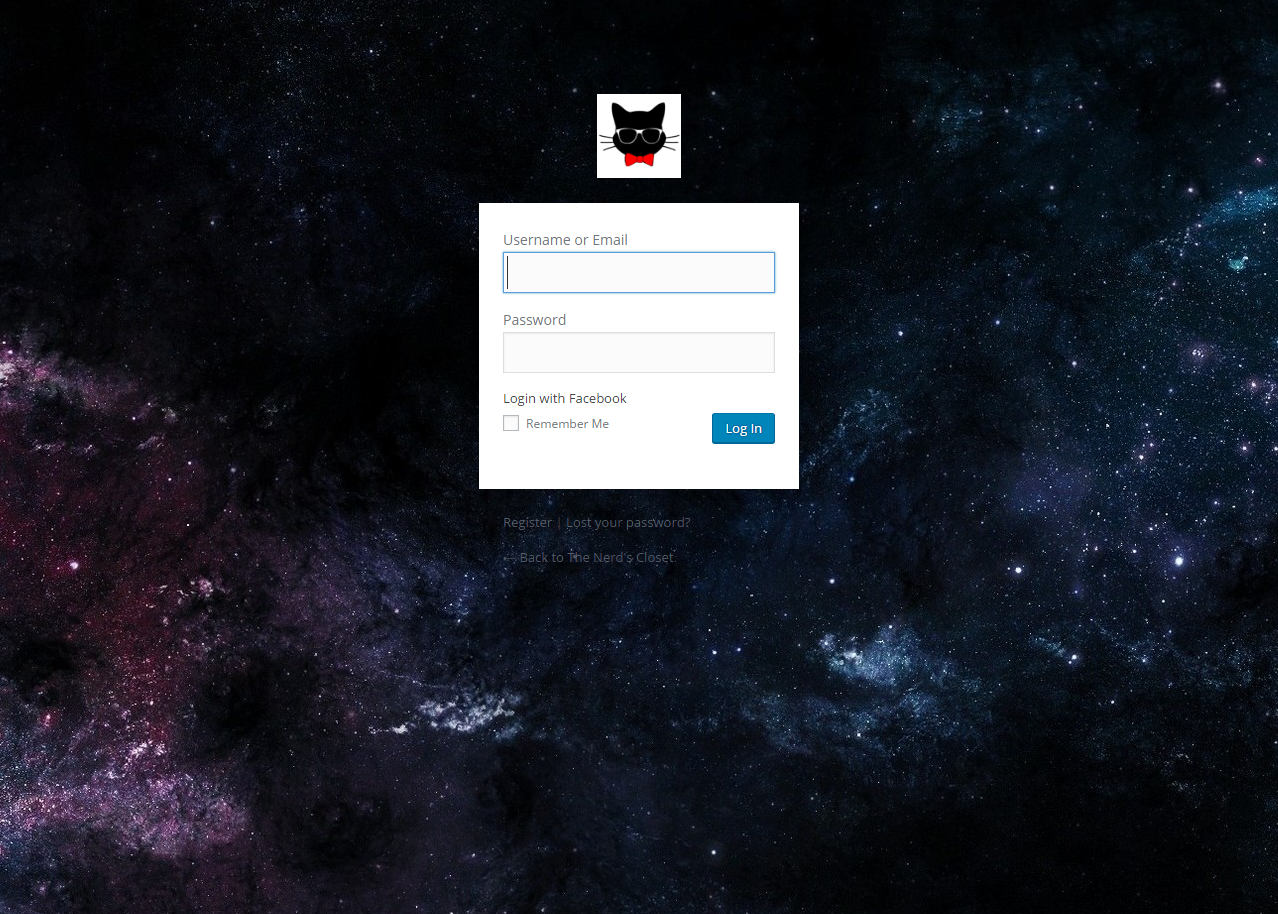 Username or Email
Password
Login with Facebook
Remember Me
Log In
Register | Lost your password?
← Back to The Nerd's Closet